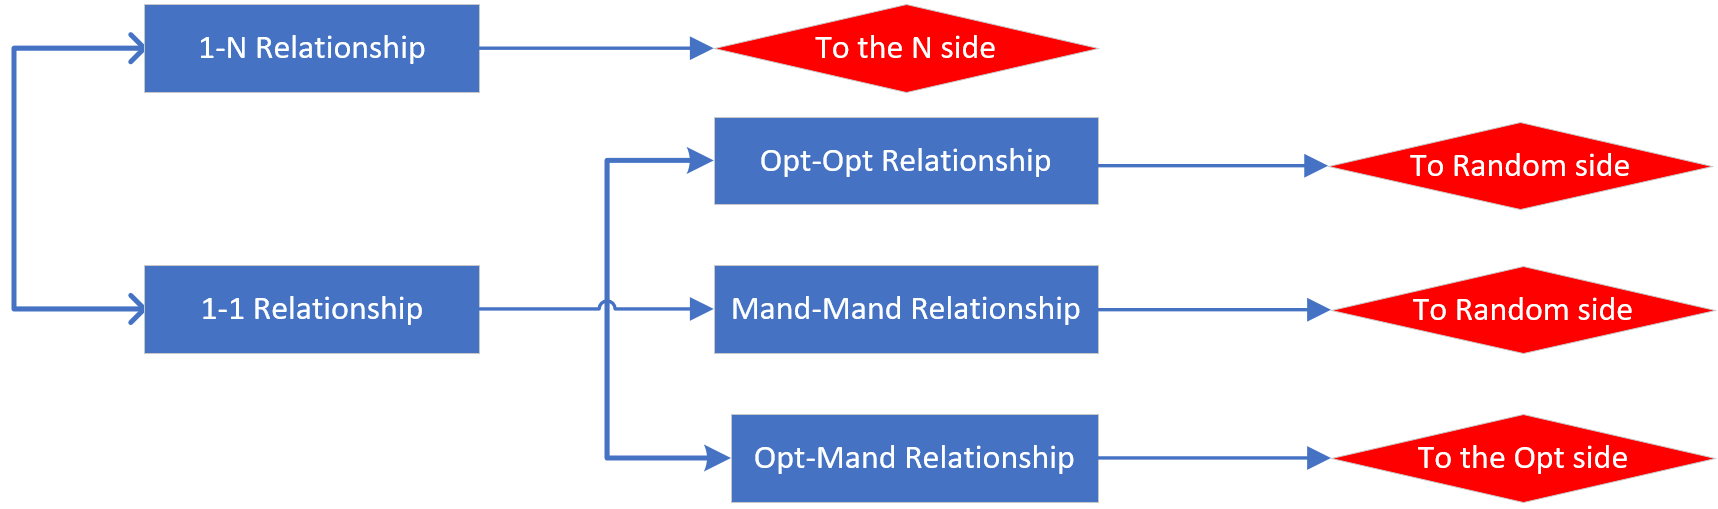 1-N Relationship
To the N side
Opt-Opt Relationship
To Random side
1-1 Relationship
Mand-Mand Relationship
To Random side
Opt-Mand Relationship
To the Opt side